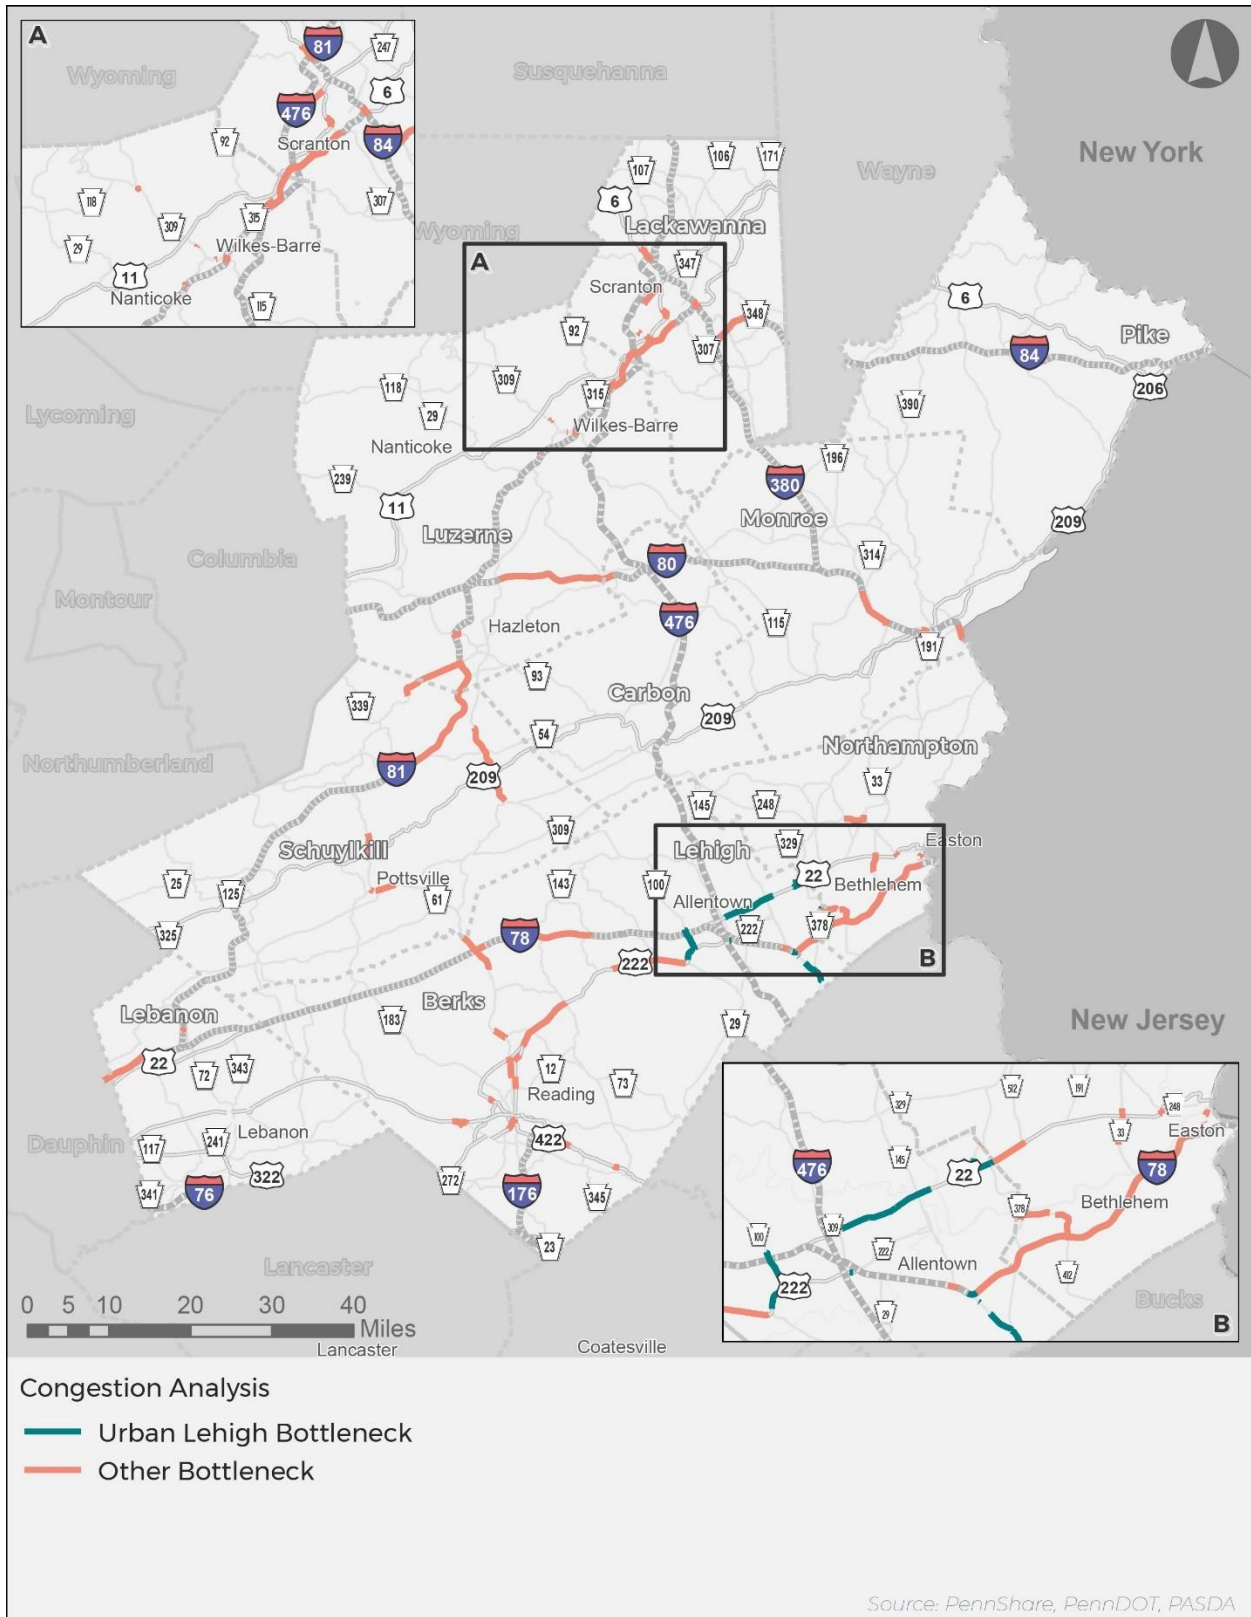 A
81
247
Wyoming
6
476
92
Scranton
84
118
307
309
315
29
Wilkes-Barre
11
Nanticoke
115
Susquehanna
New York
107
106
171
Wayne
6
Lackawanna
Wyoming
A
347
Scranton
6
92
348
Pike
84
307
309
206
118
315
390
Lycoming
29
Wilkes-Barre
Nanticoke
196
239
380
11
Monroe
209
Luzerne
314
Columbia
80
Montour
476
115
Hazleton
191
93
Carbon
339
209
54
Northampton
Northumberland
81
209
33
145
248
309
329
Easton
Schuylkill
Lehigh
22
Pottsville
25
143
100
Bethlehem
125
61
Allentown
378
222
325
78
222
B
Berks
Lebanon
183
29
New Jersey
22
343
72
12
73
Reading
Lebanon
Dauphin
117
241
422
322
272
341
76
176
345
23
Lancaster
512
191
329
248
33
Easton
145
476
22
78
378
Bethlehem
309
100
222
Allentown
412
222
29
Bucks
B
0 5 10 20 30 40
Miles
Lancaster
Coatesville
Congestion Analysis
Urban Lehigh Bottleneck
Other Bottleneck
Source: PennShare, PennDOT, PASDA